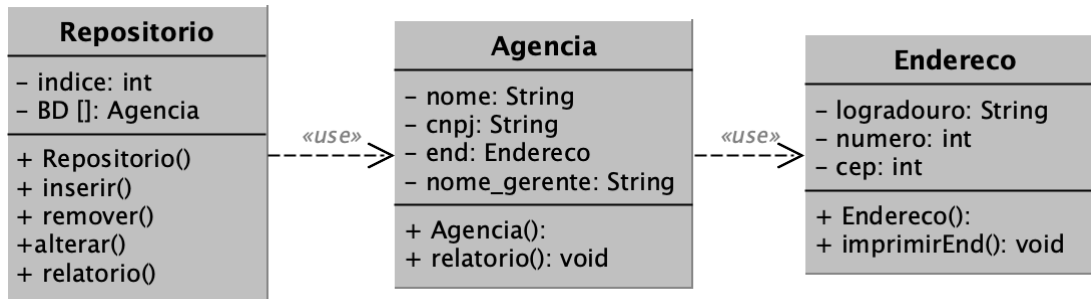 Repositorio
– indice: int
– BD []: Agencia
+ Repositorio()
+ inserir()
+ remover()
+alterar()
+ relatorio()
«use»
Agencia
– nome: String
– cnpj: String
– end: Endereco
– nome_gerente: String
+ Agencia():
+ relatorio(): void
«use»
Endereco
– logradouro: String
– numero: int
– cep: int
+ Endereco():
+ imprimirEnd(): void